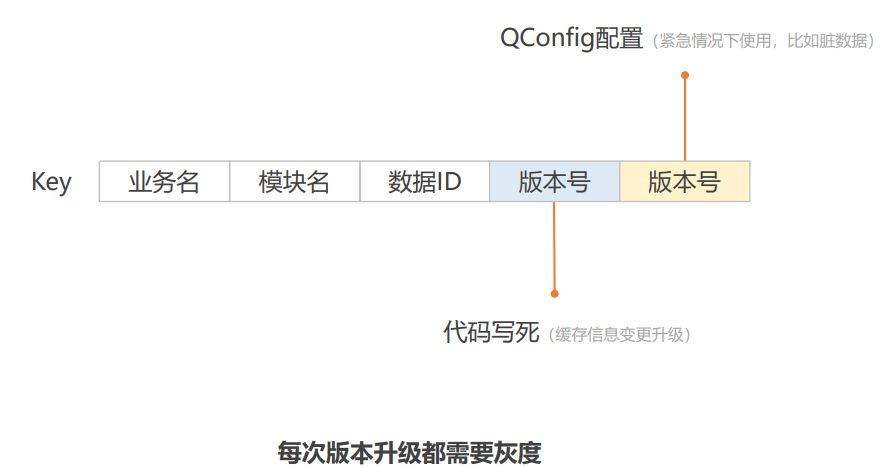 QConfig配置（紧急情况下使用，比如脏数据）
Key 业务名 模块名 数据ID 版本号 版本号
代码写死（缓存信息变更升级）
每次版本升级都需要灰度